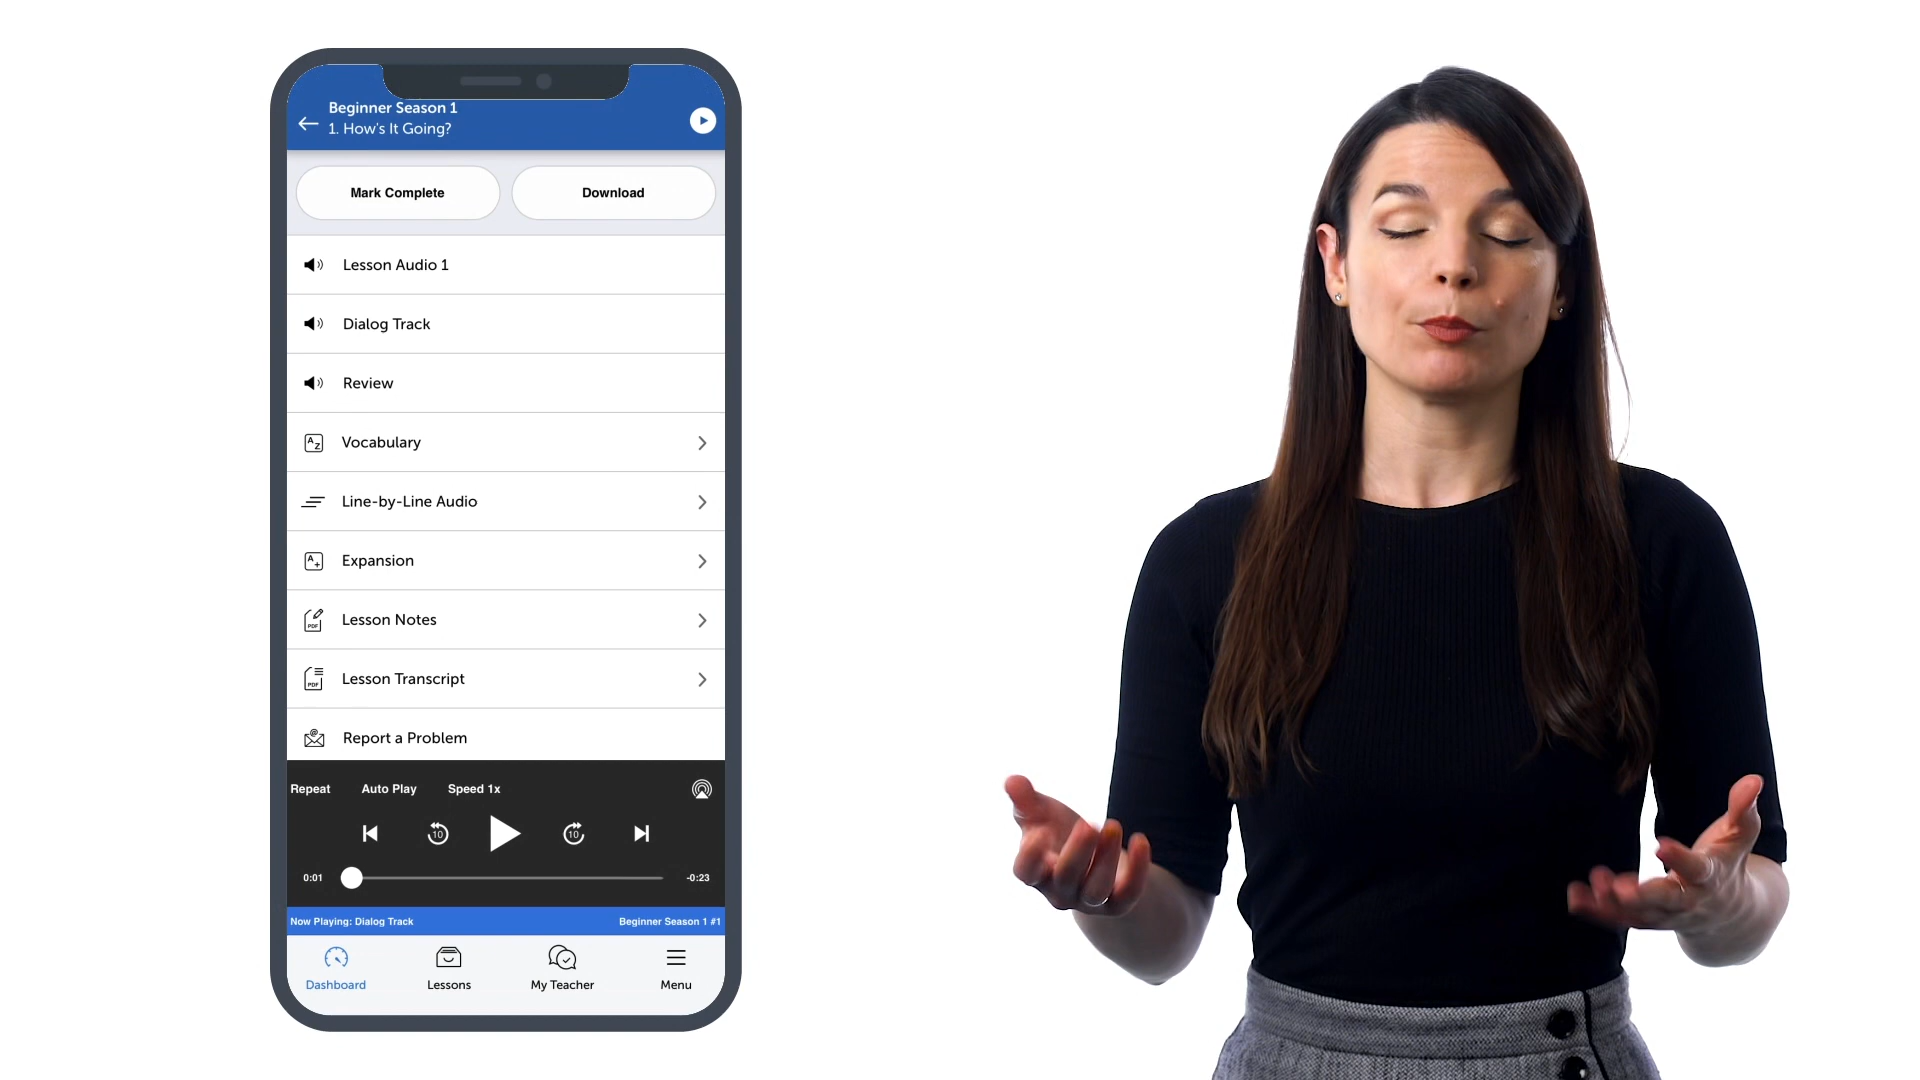 Beginner Season 1
1. How's It Going?
Mark Complete
Download
Lesson Audio 1
Dialog Track
Review
Vocabulary
Line-by-Line Audio
Expansion
Lesson Notes
Lesson Transcript
Report a Problem
Repeat
Auto Play
Speed 1x
10
10
0:01
-0:23
Now Playing: Dialog Track
Beginner Season 1 #1
Dashboard
Lessons
My Teacher
Menu